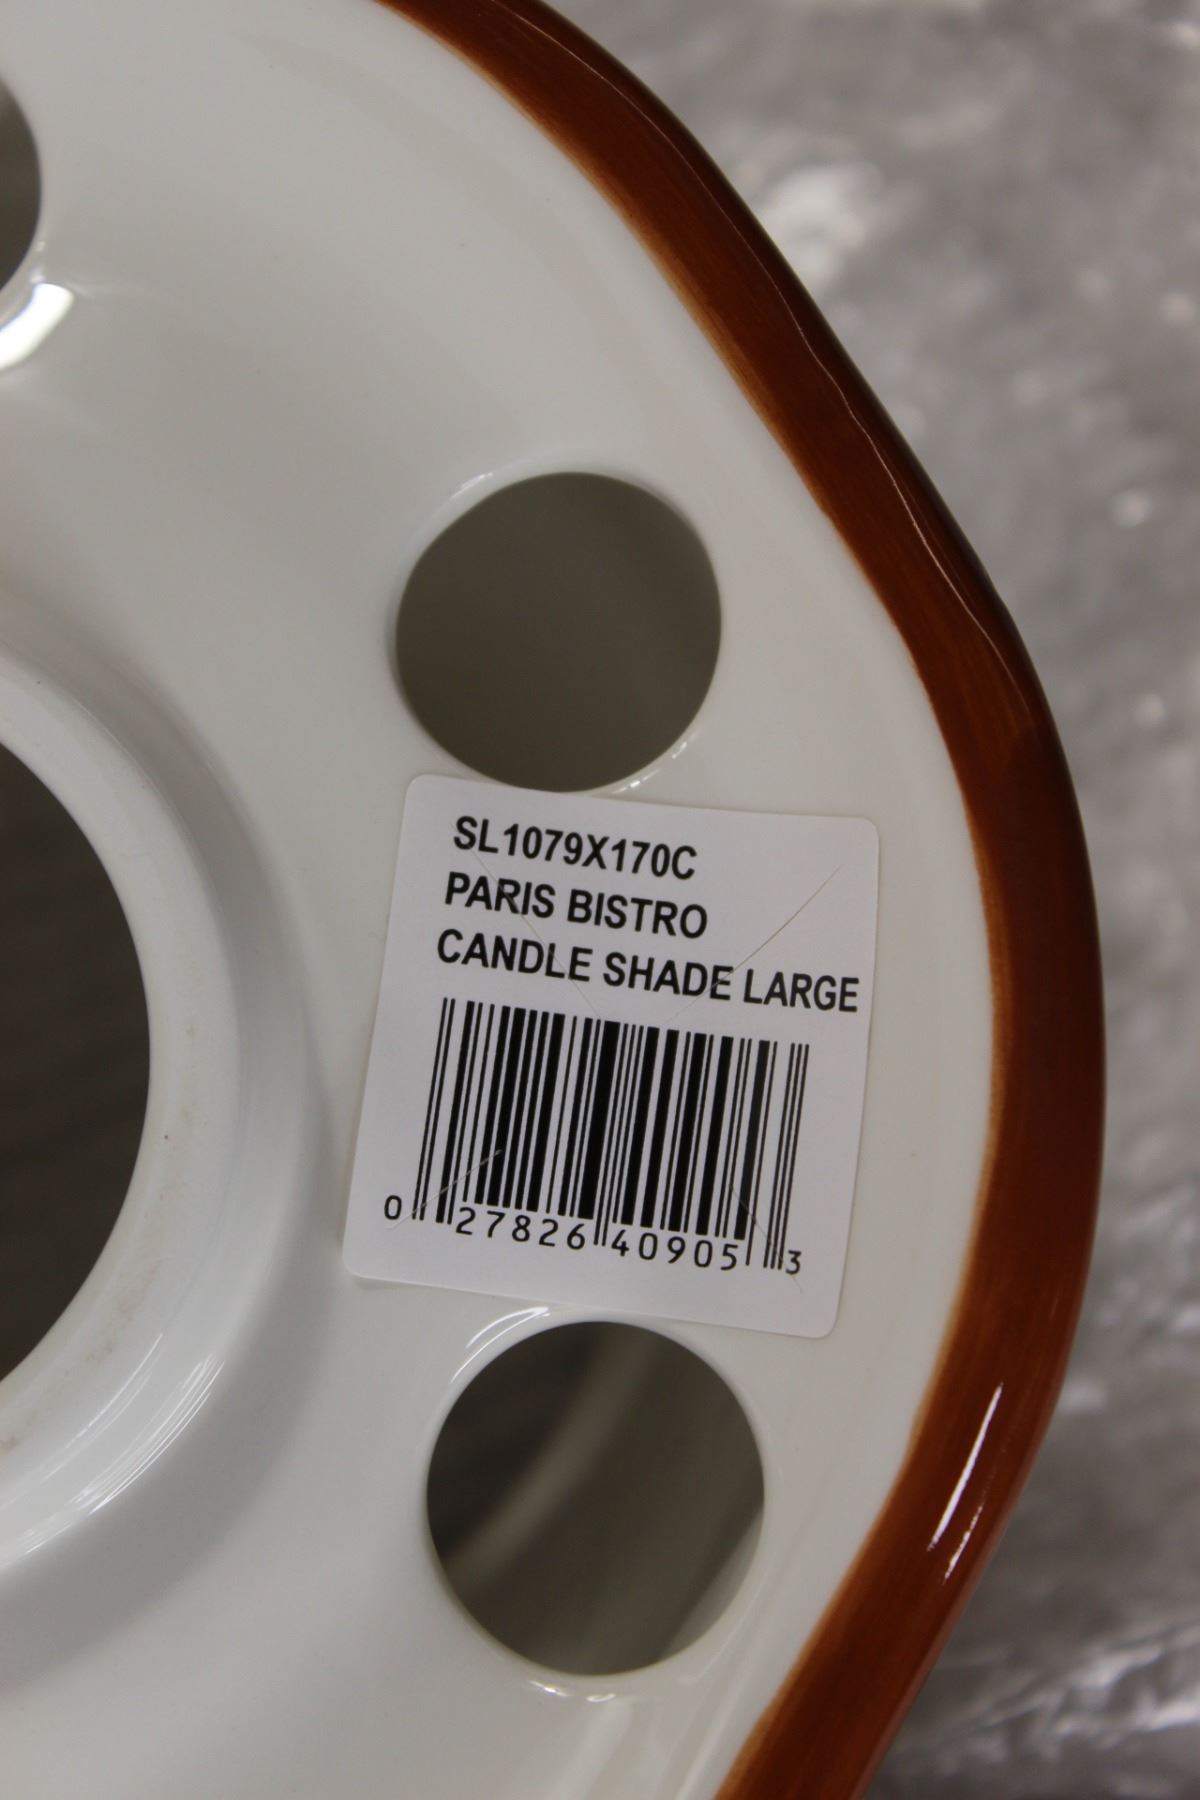 SL1079X170C
PARIS BISTRO
CANDLE SHADE LARGE
0 27826 40905 3